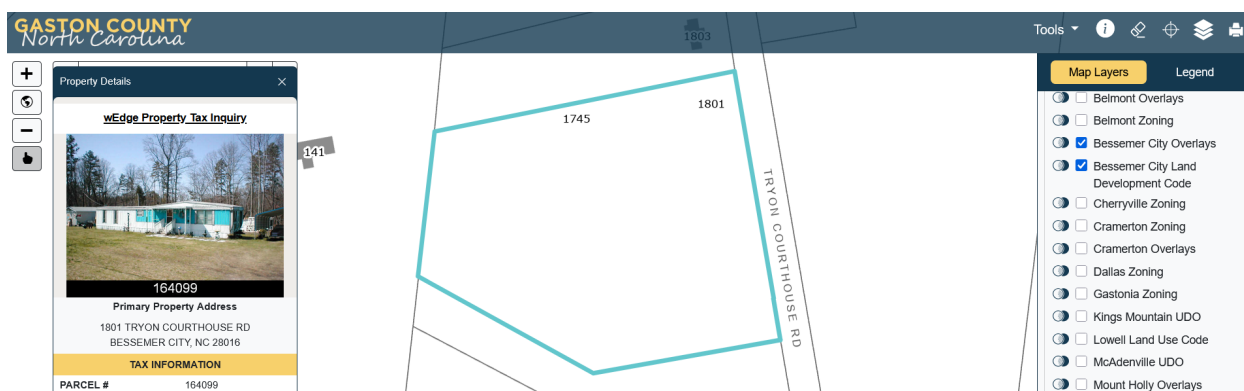 GASTON COUNTY
North Carolina
Tools
Property Details
wEdge Property Tax Inquiry
164099
Primary Property Address
1801 TRYON COURTHOUSE RD
BESSEMER CITY, NC 28016
TAX INFORMATION
PARCEL # 164099
1803
1801
1745
141
TRYON COURTHOUSE RD
Map Layers Legend
Belmont Overlays
Belmont Zoning
Bessemer City Overlays
Bessemer City Land
Development Code
Cherryville Zoning
Cramerton Zoning
Cramerton Overlays
Dallas Zoning
Gastonia Zoning
Kings Mountain UDO
Lowell Land Use Code
McAdenville UDO
Mount Holly Overlays